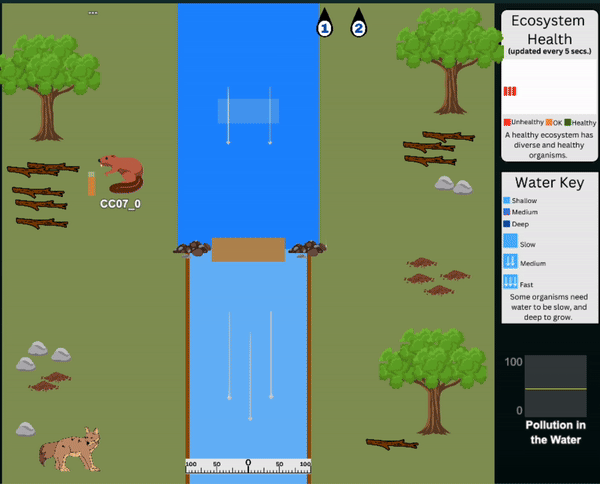 1
2
Ecosystem
Health
(updated every 5 secs.)
Unhealthy OK Healthy
A healthy ecosystem has
diverse and healthy
organisms.
CC07_0
Water Key
Shallow
Medium
Deep
Slow
Medium
Fast
Some organisms need
water to be slow, and
deep to grow.
100
0
Pollution in
the Water
100 50 0 50 100